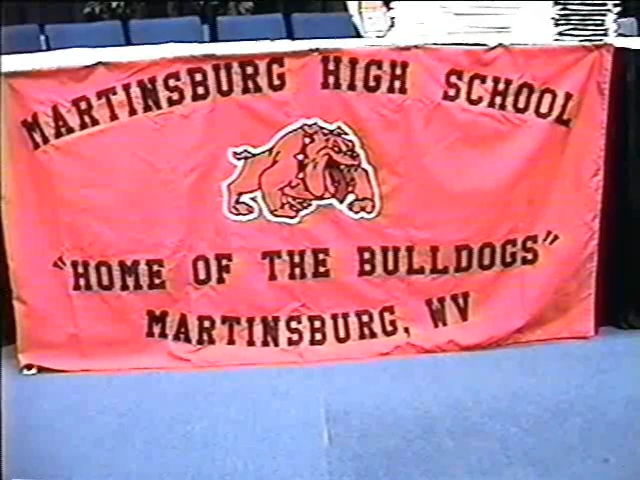 MARTINSBURG HIGH SCHOOL
"HOME OF THE BULLDOGS"
MARTINSBURG, WV